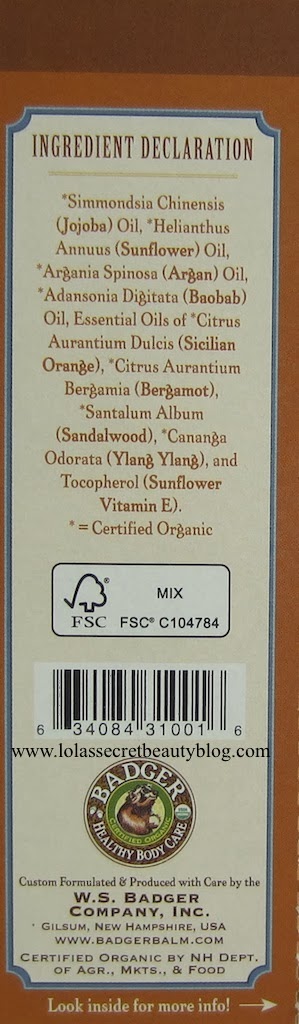 INGREDIENT DECLARATION
*Simmondsia Chinensis
(Jojoba) Oil, *Helianthus
Annuus (Sunflower) Oil,
*Argania Spinosa (Argan) Oil,
*Adansonia Digitata (Baobab)
Oil, Essential Oils of *Citrus
Aurantium Dulcis (Sicilian
Orange), *Citrus Aurantium
Bergamia (Bergamot),
*Santalum Album
(Sandalwood), *Cananga
Odorata (Ylang Ylang), and
Tocopherol (Sunflower
Vitamin E).
* = Certified Organic
FSC®
MIX
FSC® C104784
6 34084 31001 6
www.lolassecretbeautyblog.com
BADGER
CERTIFIED ORGANIC
HEALTHY BODY CARE
Custom Formulated & Produced with Care by the
W.S. BADGER
COMPANY, INC.
GILSUM, NEW HAMPSHIRE, USA
WWW.BADGERBALM.COM
CERTIFIED ORGANIC BY NH DEPT.
OF AGR., MKTS., & FOOD
Look inside for more info!